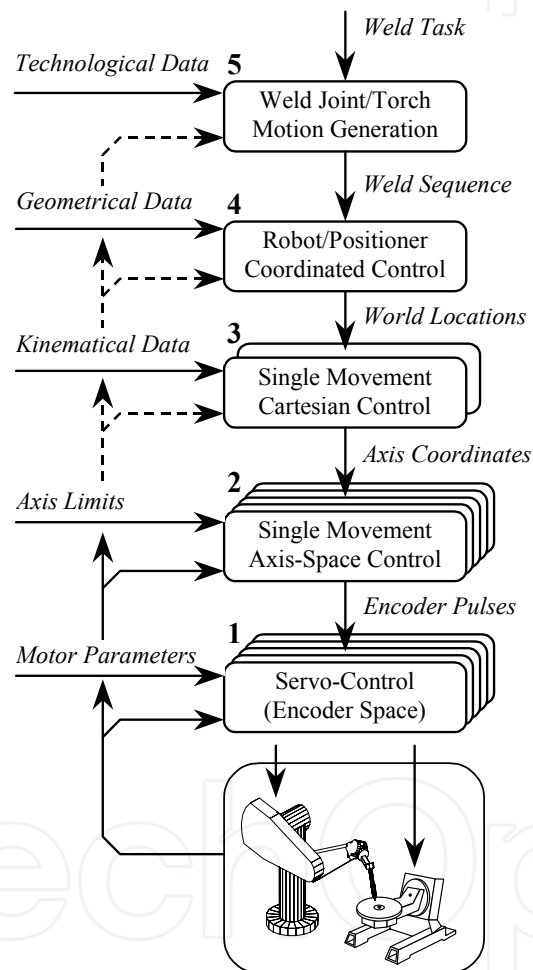 Weld Task
Technological Data
5
Weld Joint/Torch
Motion Generation
Weld Sequence
Geometrical Data
4
Robot/Positioner
Coordinated Control
World Locations
Kinematical Data
3
Single Movement
Cartesian Control
Axis Coordinates
Axis Limits
2
Single Movement
Axis-Space Control
Encoder Pulses
Motor Parameters
1
Servo-Control
(Encoder Space)